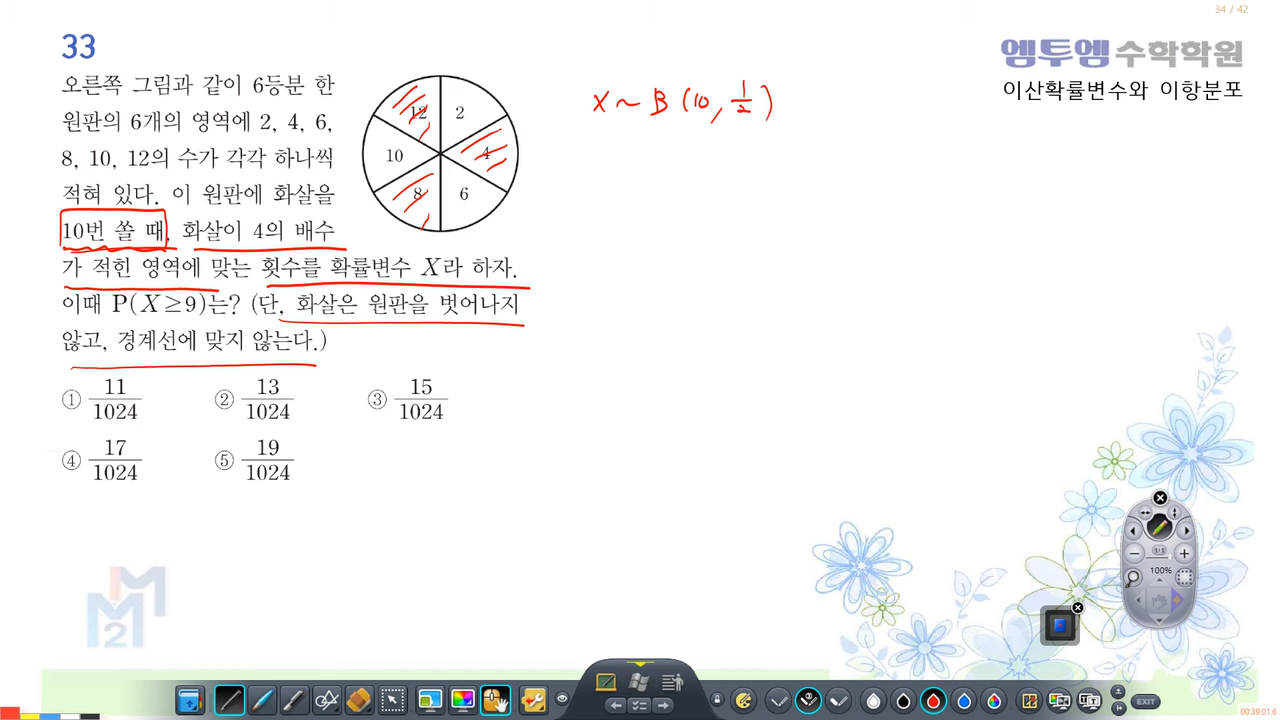 34 / 42
33
엠투엠수학학원
이산확률변수와 이항분포
오른쪽 그림과 같이 6등분 한
원판의 6개의 영역에 2, 4, 6,
8, 10, 12의 수가 각각 하나씩
적혀 있다. 이 원판에 화살을
10번 쏠 때, 화살이 4의 배수
가 적힌 영역에 맞는 횟수를 확률변수 X라 하자.
이때 P(X≥9)는? (단, 화살은 원판을 벗어나지
않고, 경계선에 맞지 않는다.)
12 2
10 4
8 6
X ~ B (10, 1/2)
① 11/1024 ② 13/1024 ③ 15/1024
④ 17/1024 ⑤ 19/1024
M
M2
1:1
100%
EXIT
00:39:01.6